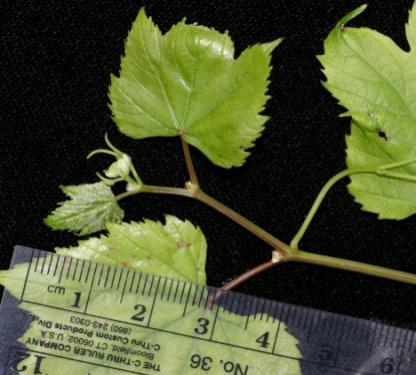 cm 1 2 3 4 5 6
THE C-THRU RULER COMPANY
Custom Products Div.
Bloomfield, CT 06002, U.S.A.
(860) 243-0303
No. 36
12